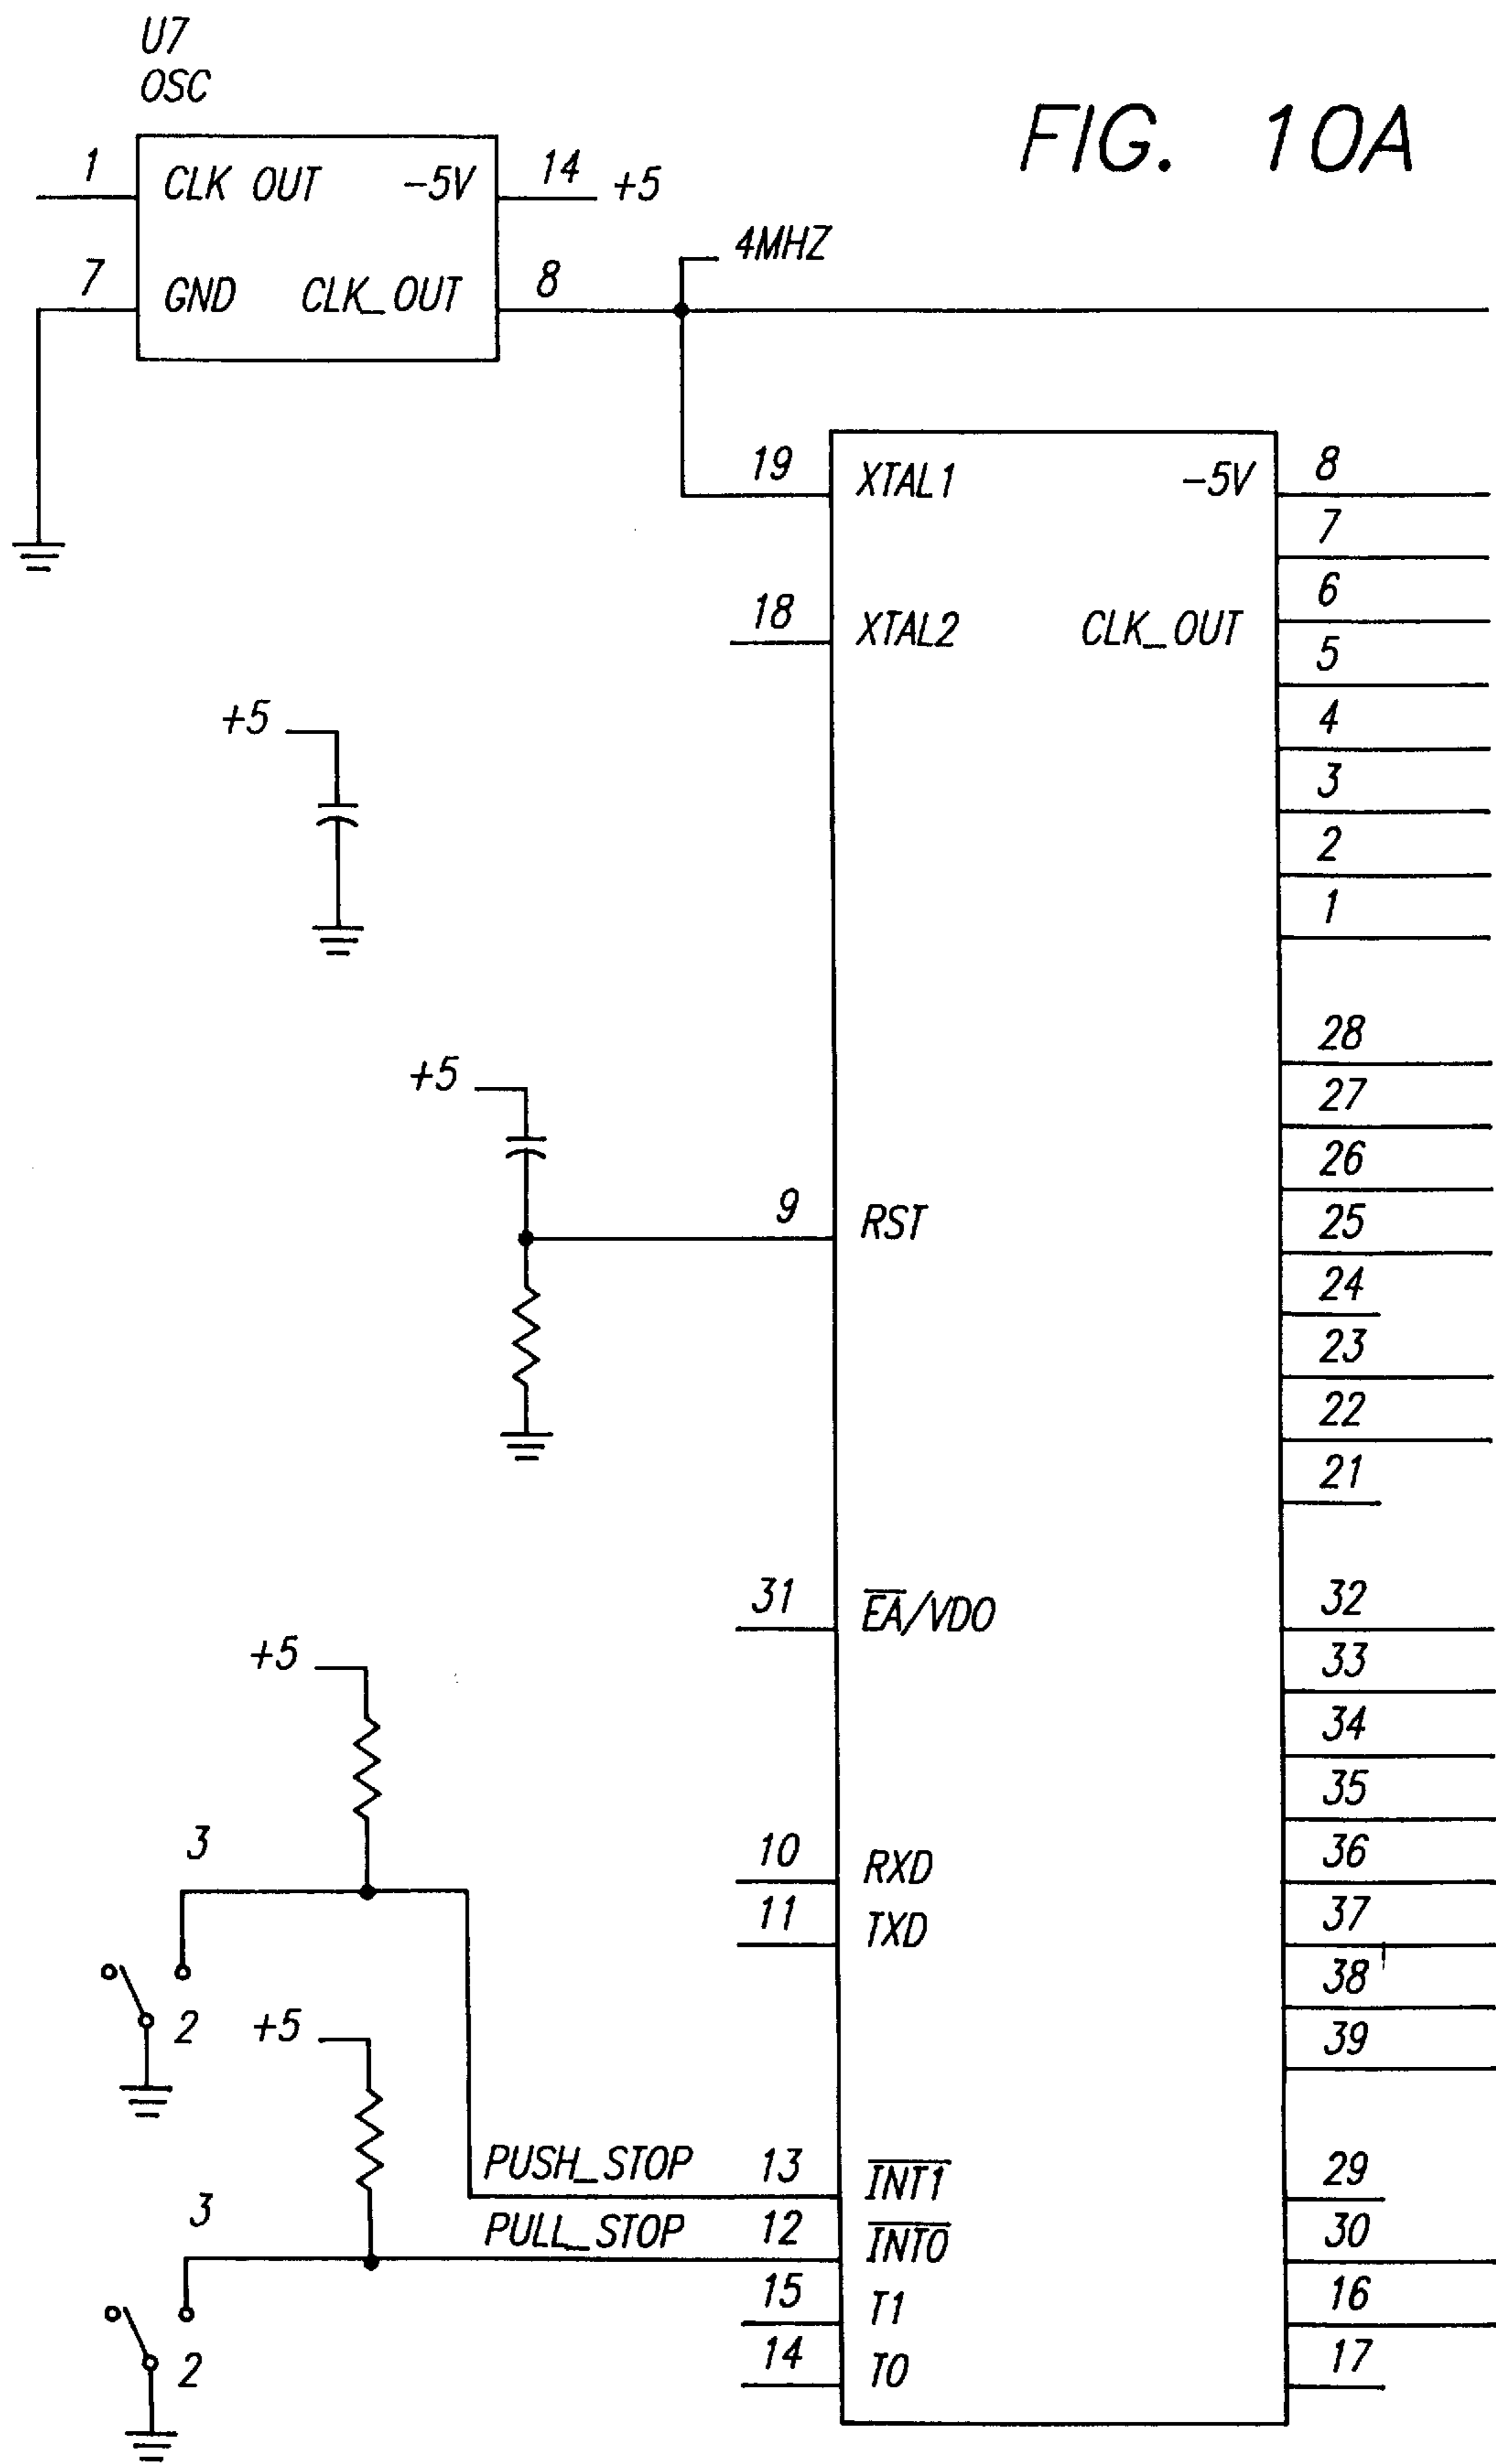 U7
OSC
FIG. 10A
1 CLK OUT -5V 14 +5
7 GND CLK_OUT 8
4MHZ
19 XTAL1 -5V 8
7
6
18 XTAL2 CLK_OUT
5
4
+5
3
2
1
28
+5
27
26
9 RST 25
24
23
22
21
31 E̅A̅/VDO 32
+5
33
34
35
3
10 RXD 36
11 TXD 37
38
2
+5
39
PUSH_STOP 13 I̅N̅T̅1̅ 29
3
PULL_STOP 12 I̅N̅T̅0̅ 30
15 T1 16
2
14 T0 17